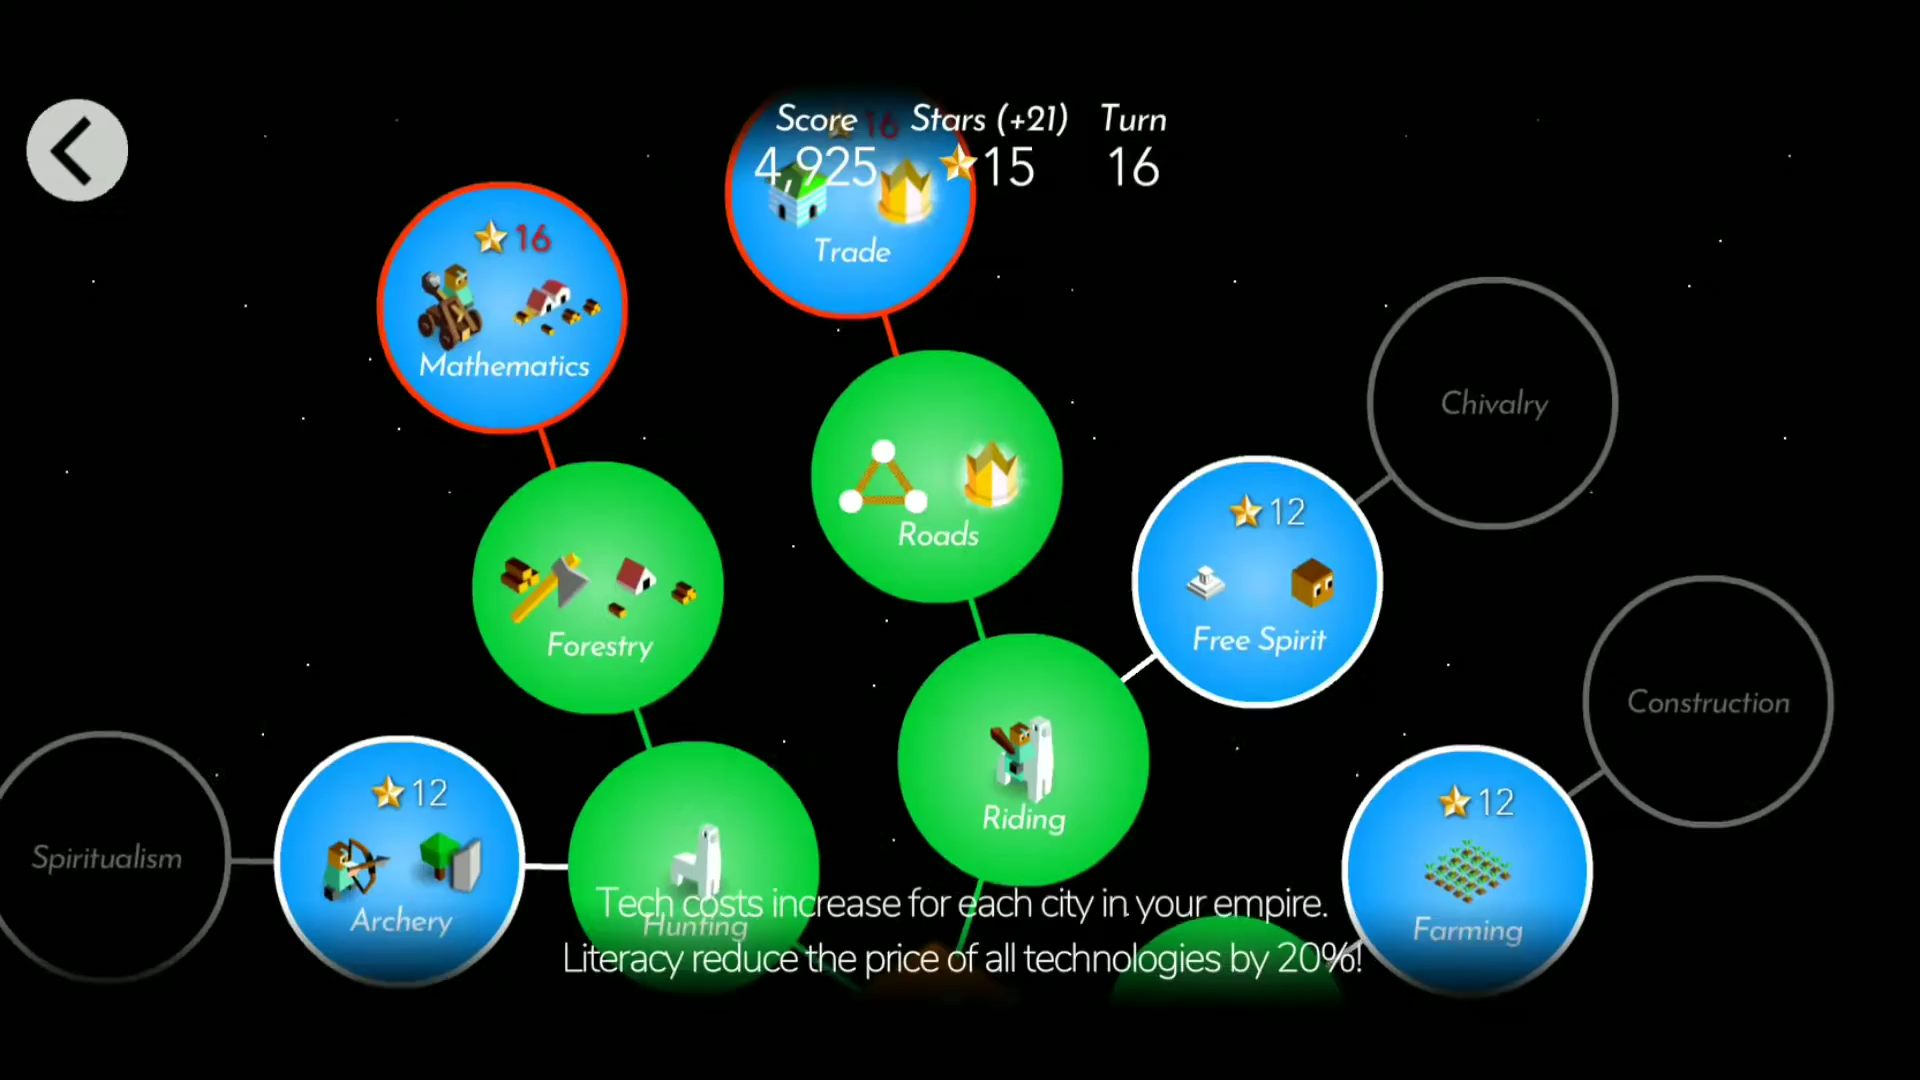 Score Stars (+21) Turn
4,925 15 16
16
Trade
16
Mathematics
Chivalry
Roads
12
Free Spirit
Forestry
Construction
Riding
12
Archery
Spiritualism
Hunting
12
Farming
Tech costs increase for each city in your empire.
Literacy reduce the price of all technologies by 20%!